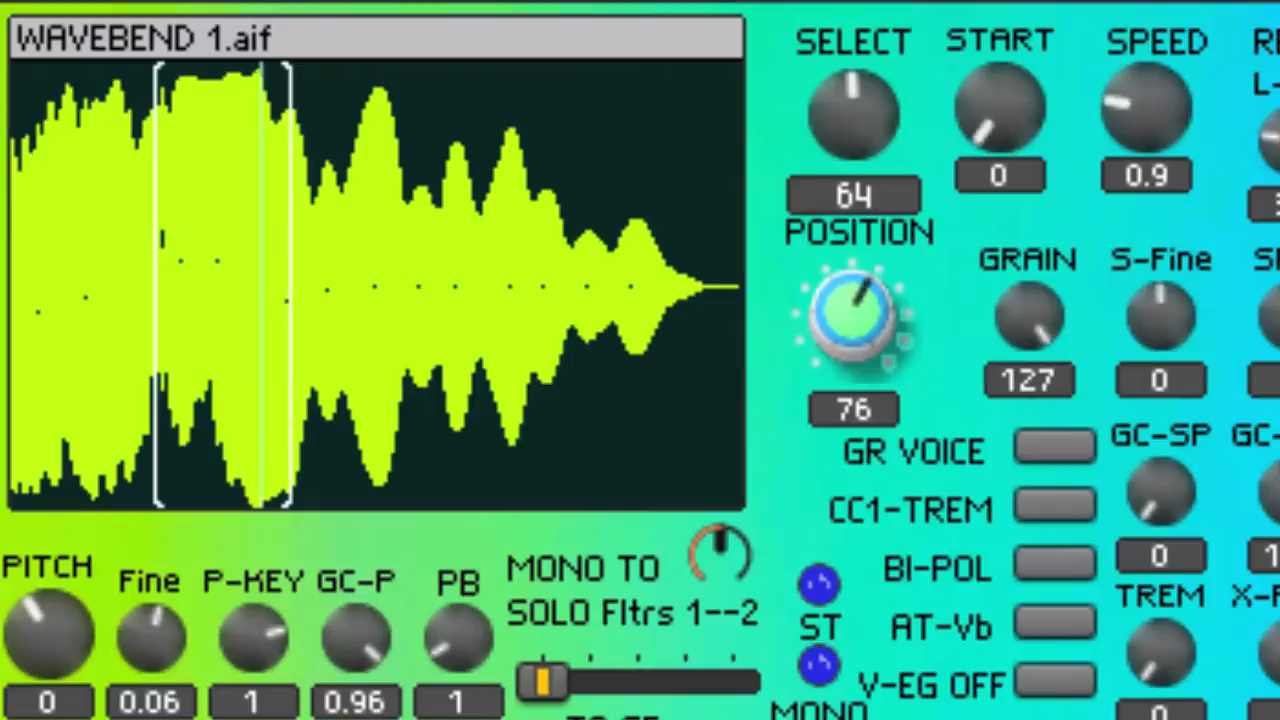 WAVEBEND 1.aif
SELECT START SPEED
64 0 0.9
POSITION
GRAIN S-Fine
127 0
76
GR VOICE GC-SP
CC1-TREM
0
BI-POL
TREM
AT-Vb
V-EG OFF
0
ST
MONO
PITCH Fine P-KEY GC-P PB
0 0.06 1 0.96 1
MONO TO
SOLO Fltrs 1--2